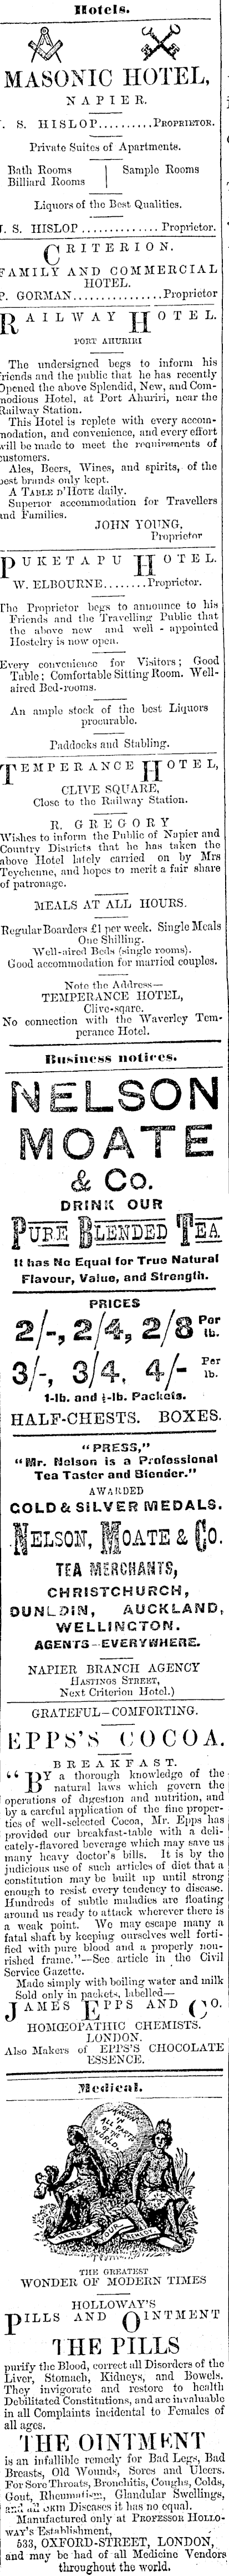 Hotels.
MASONIC HOTEL,
NAPIER.
. S. HISLOP..........PROPRIETOR.
Private Suites of Apartments.
Bath Rooms
Billiard Rooms
Sample Rooms
Liquors of the Best Qualities.
J. S. HISLOP ............. Proprietor.
CRITERION.
FAMILY AND COMMERCIAL
HOTEL.
P. GORMAN...............Proprietor
RAILWAY HOTEL.
PORT AHURIRI
The undersigned begs to inform his
friends and the public that he has recently
Opened the above Splendid, New, and Com-
modious Hotel, at Port Ahuriri, near the
Railway Station.
This Hotel is replete with every accom-
modation, and convenience, and every effort
will be made to meet the requirements of
customers.
Ales, Beers, Wines, and spirits, of the
best brands only kept.
A TABLE D'HOTE daily.
Superior accommodation for Travellers
and Families.
JOHN YOUNG,
Proprietor
PUKETAPU HOTEL.
W. ELBOURNE........Proprietor.
The Proprietor begs to announce to his
Friends and the Travelling Public that
the above new and well-appointed
Hostelry is now open.
Every convenience for Visitors; Good
Table; Comfortable Sitting Room. Well-
aired Bed-rooms.
An ample stock of the best Liquors
procurable.
Paddocks and Stabling.
TEMPERANCE HOTEL,
CLIVE SQUARE,
Close to the Railway Station.
R. GREGORY
Wishes to inform the Public of Napier and
Country Districts that he has taken the
above Hotel lately carried on by Mrs
Teychenne, and hopes to merit a fair share
of patronage.
MEALS AT ALL HOURS.
Regular Boarders £1 per week. Single Meals
One Shilling.
Well-aired Beds (single rooms).
Good accommodation for married couples.
Note the Address—
TEMPERANCE HOTEL,
Clive-sqare.
No connection with the Waverley Tem-
perance Hotel.
Business notices.
NELSON
MOATE
& Co.
DRINK OUR
PURE BLENDED TEA
It has No Equal for True Natural
Flavour, Value, and Strength.
PRICES
2/-, 2/4, 2/8 Per lb.
3/-, 3/4, 4/- Per lb.
1-lb. and ½-lb. Packets.
HALF-CHESTS. BOXES.
"PRESS,"
"Mr. Nelson is a Professional
Tea Taster and Blender."
AWARDED
GOLD & SILVER MEDALS.
NELSON, MOATE & CO.
TEA MERCHANTS,
CHRISTCHURCH,
DUNEDIN, AUCKLAND,
WELLINGTON.
AGENTS—EVERYWHERE.
NAPIER BRANCH AGENCY
HASTINGS STREET,
Next Criterion Hotel.)
GRATEFUL—COMFORTING.
EPPS'S COCOA.
BREAKFAST.
"BY a thorough knowledge of the
natural laws which govern the
operations of digestion and nutrition, and
by a careful application of the fine proper-
ties of well-selected Cocoa, Mr. Epps has
provided our breakfast-table with a deli-
cately-flavoured beverage which may save us
many heavy doctor's bills. It is by the
judicious use of such articles of diet that a
constitution may be built up until strong
enough to resist every tendency to disease.
Hundreds of subtle maladies are floating
around us ready to attack wherever there is
a weak point. We may escape many a
fatal shaft by keeping ourselves well forti-
fied with pure blood and a properly nou-
rished frame."—See article in the Civil
Service Gazette.
Made simply with boiling water and milk
Sold only in packets, labelled—
JAMES EPPS AND CO.
HOMŒOPATHIC CHEMISTS.
LONDON.
Also Makers of EPPS'S CHOCOLATE
ESSENCE.
Medical.
THE GREATEST
WONDER OF MODERN TIMES
HOLLOWAY'S
PILLS AND OINTMENT
THE PILLS
purify the Blood, correct all Disorders of the
Liver, Stomach, Kidneys, and Bowels.
They invigorate and restore to health
Debilitated Constitutions, and are invaluable
in all Complaints incidental to Females of
all ages.
THE OINTMENT
is an infallible remedy for Bad Legs, Bad
Breasts, Old Wounds, Sores and Ulcers.
For Sore Throats, Bronchitis, Coughs, Colds,
Gout, Rheumatism, Glandular Swellings,
and all Skin Diseases it has no equal.
Manufactured only at PROFESSOR HOLLO-
WAY'S Establishment,
533, OXFORD-STREET, LONDON,
and may be had of all Medicine Vendors
throughout the world.